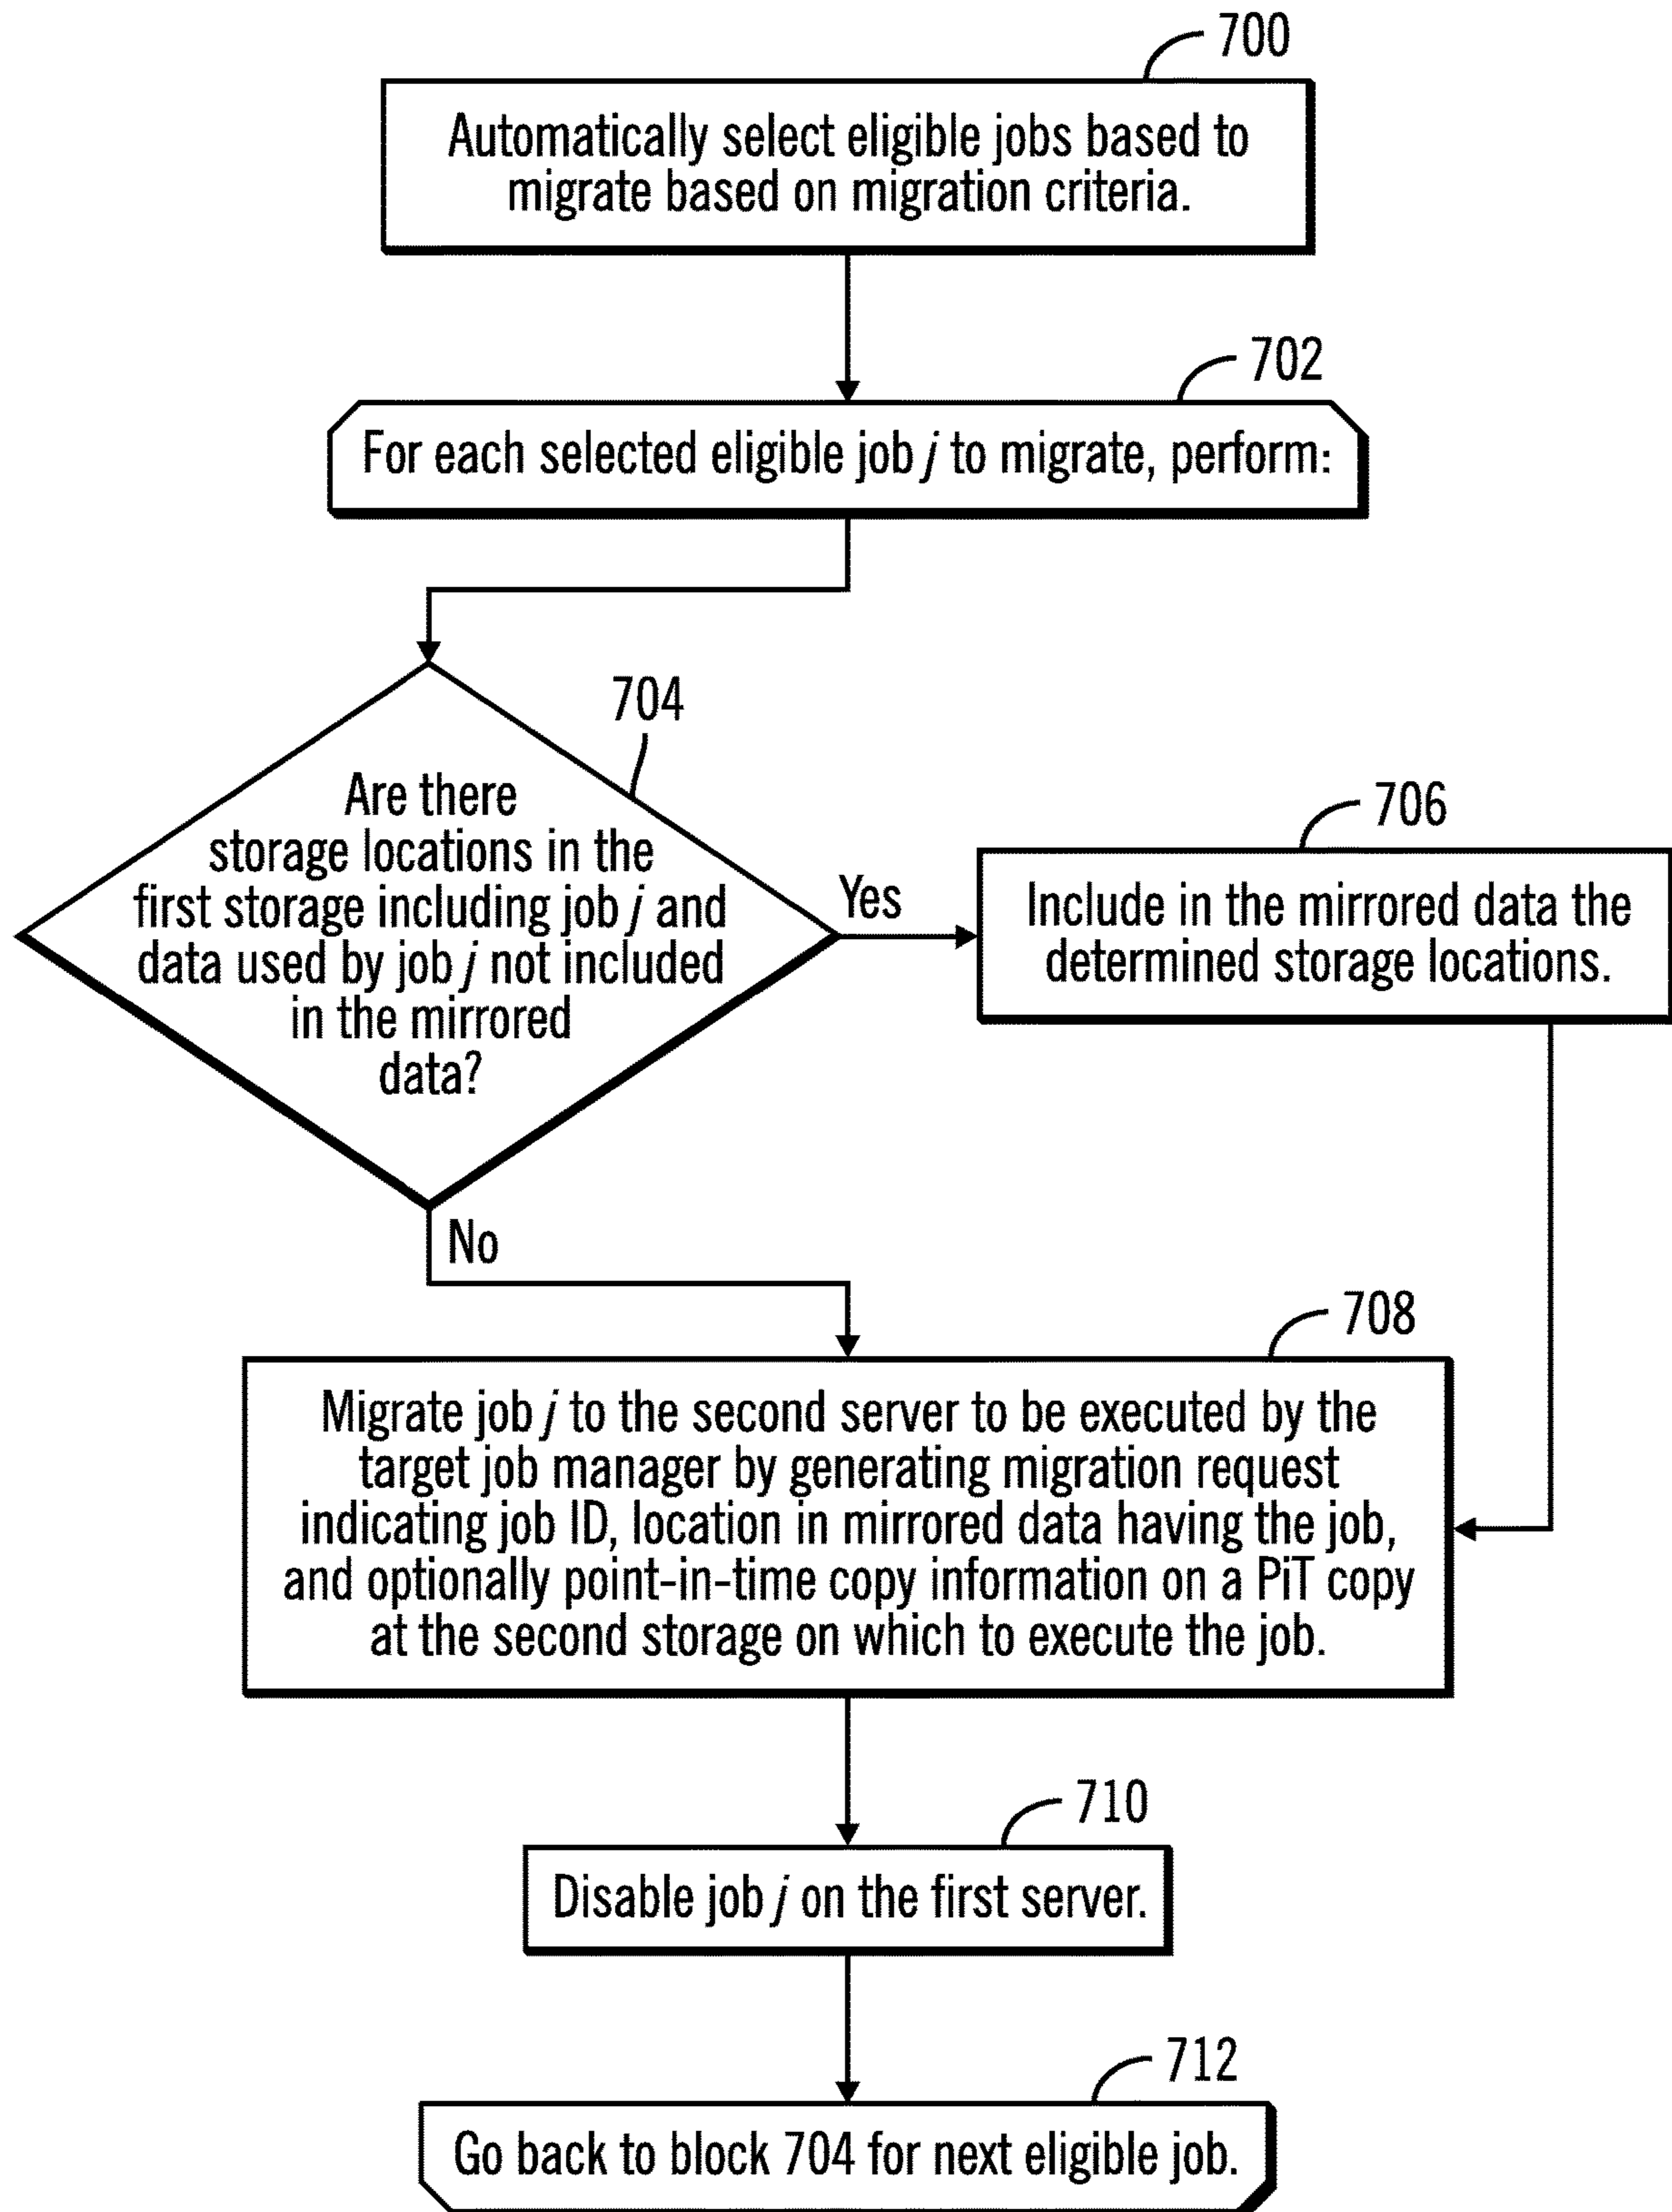 700
Automatically select eligible jobs based to
migrate based on migration criteria.
702
For each selected eligible job j to migrate, perform:
704
Are there
storage locations in the
first storage including job j and
data used by job j not included
in the mirrored
data?
Yes
706
Include in the mirrored data the
determined storage locations.
No
708
Migrate job j to the second server to be executed by the
target job manager by generating migration request
indicating job ID, location in mirrored data having the job,
and optionally point-in-time copy information on a PiT copy
at the second storage on which to execute the job.
710
Disable job j on the first server.
712
Go back to block 704 for next eligible job.